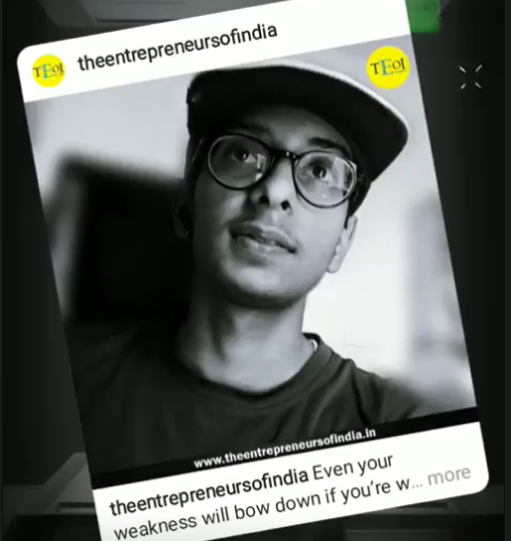 TEOI
theentrepreneursofindia
TEOI
www.theentrepreneursofindia.in
theentrepreneursofindia Even your
weakness will bow down if you're w... more